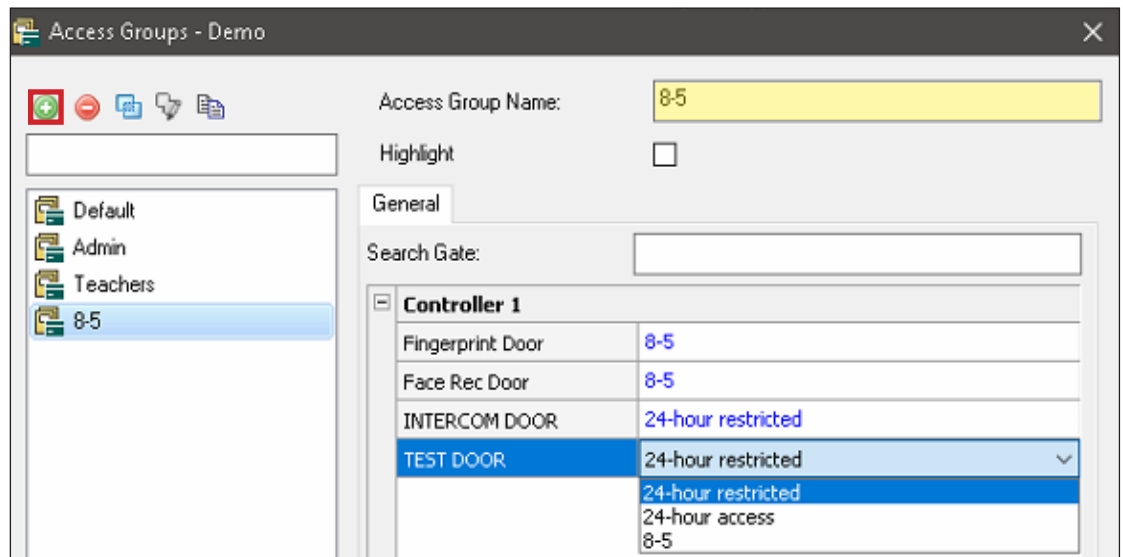 Access Groups - Demo
Access Group Name: 8-5
Highlight
Default
Admin
Teachers
8-5
General
Search Gate:
Controller 1
Fingerprint Door 8-5
Face Rec Door 8-5
INTERCOM DOOR 24-hour restricted
TEST DOOR 24-hour restricted
24-hour restricted
24-hour access
8-5